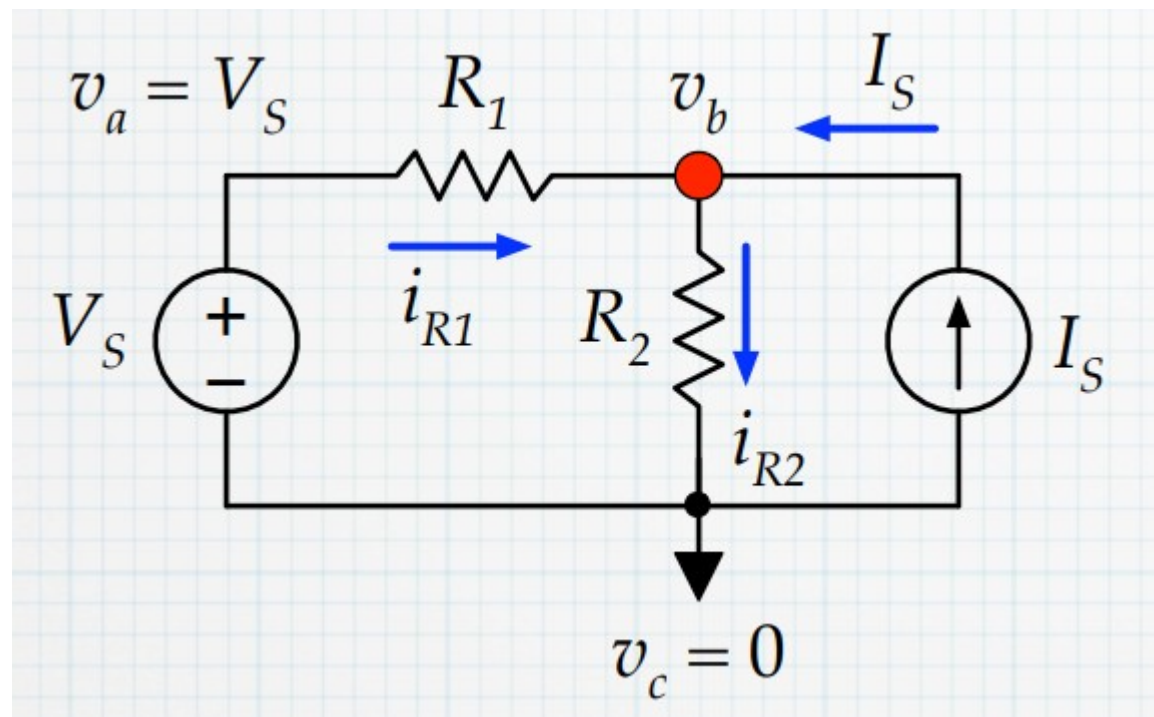 v_a = V_S
R_1
v_b
I_S
i_R1
V_S
+
−
R_2
i_R2
I_S
v_c = 0